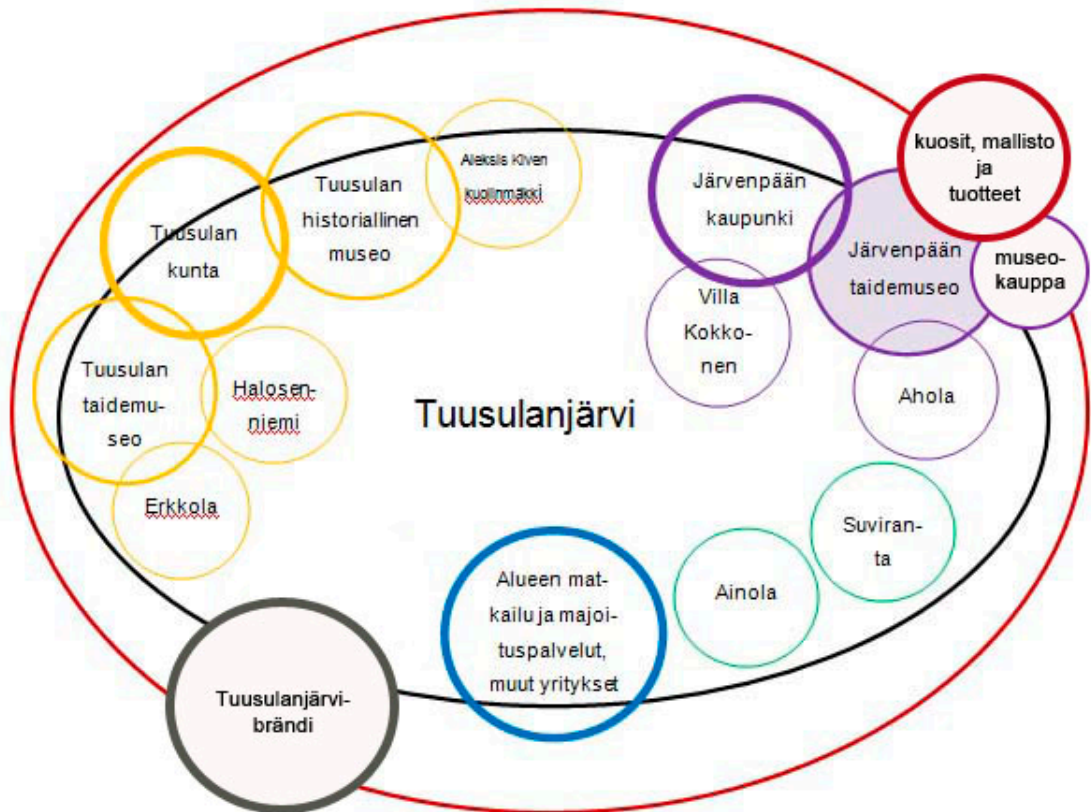 Aleksis Kiven
kuolinmäkki
Tuusulan
historiallinen
museo
Tuusulan
kunta
Tuusulan
taidemu-
seo
Halosen-
niemi
Erkkola
Järvenpään
kaupunki
kuosit, mallisto
ja
tuotteet
Järvenpään
taidemuseo
museo-
kauppa
Villa
Kokko-
nen
Ahola
Tuusulanjärvi
Suviran-
ta
Ainola
Alueen mat-
kailu ja majoi-
tuspalvelut,
muut yritykset
Tuusulanjärvi-
brändi